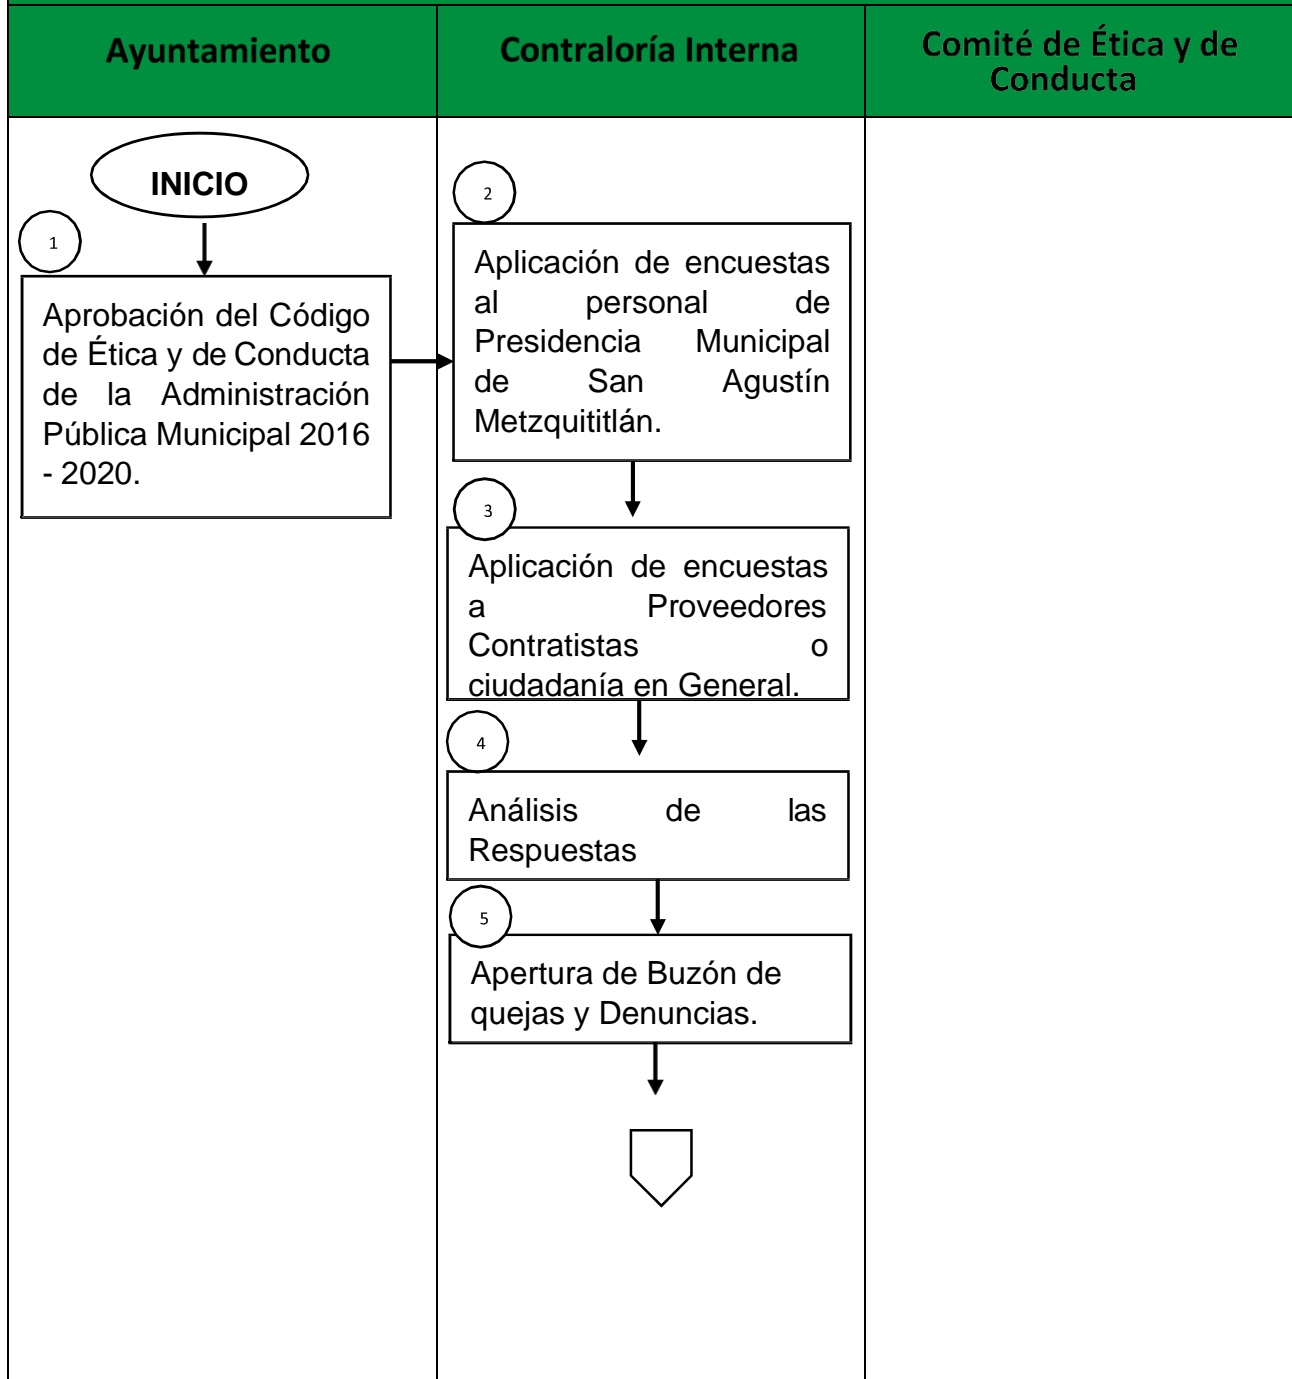 Ayuntamiento
Contraloría Interna
Comité de Ética y de
Conducta
INICIO
1
Aprobación del Código
de Ética y de Conducta
de la Administración
Pública Municipal 2016
- 2020.
2
Aplicación de encuestas
al personal de
Presidencia Municipal
de San Agustín
Metzquititlán.
3
Aplicación de encuestas
a Proveedores
Contratistas o
ciudadanía en General.
4
Análisis de las
Respuestas
5
Apertura de Buzón de
quejas y Denuncias.